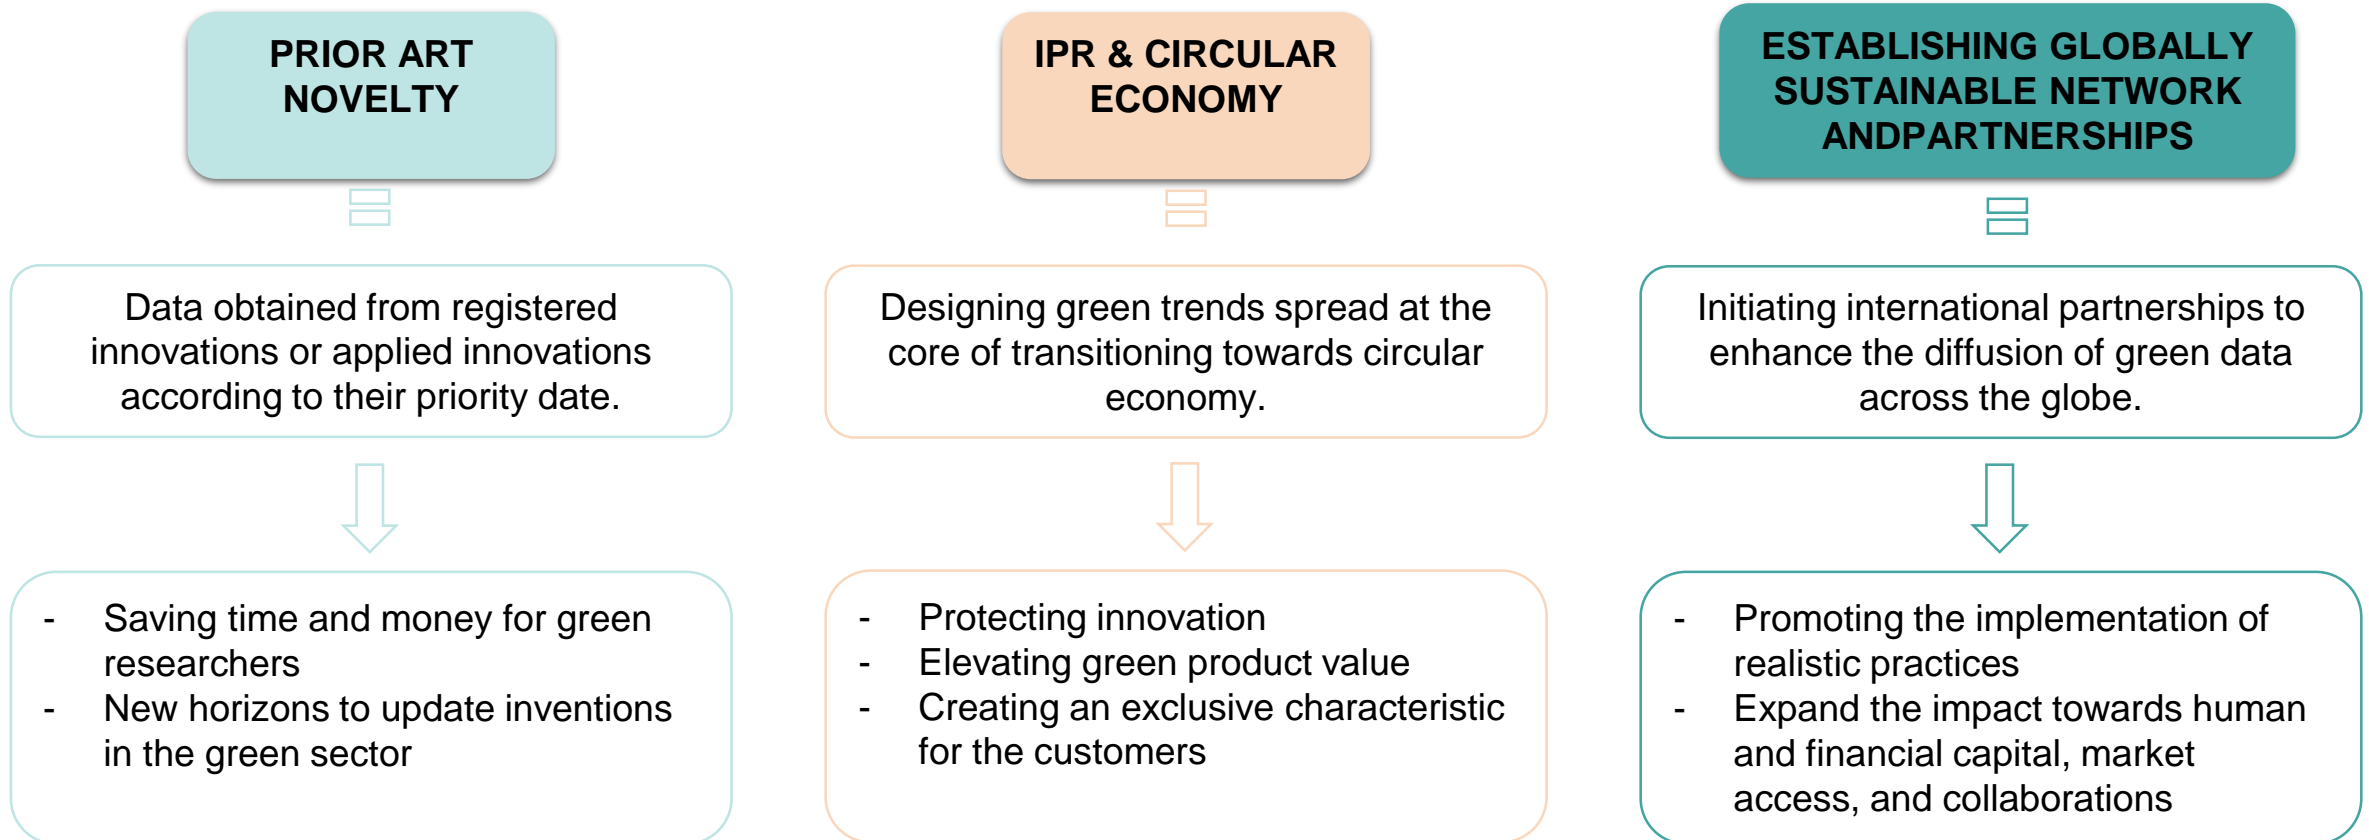 PRIOR ART
NOVELTY
Data obtained from registered
innovations or applied innovations
according to their priority date.
- Saving time and money for green
researchers
- New horizons to update inventions
in the green sector
IPR & CIRCULAR
ECONOMY
Designing green trends spread at the
core of transitioning towards circular
economy.
- Protecting innovation
- Elevating green product value
- Creating an exclusive characteristic
for the customers
ESTABLISHING GLOBALLY
SUSTAINABLE NETWORK
ANDPARTNERSHIPS
Initiating international partnerships to
enhance the diffusion of green data
across the globe.
- Promoting the implementation of
realistic practices
- Expand the impact towards human
and financial capital, market
access, and collaborations